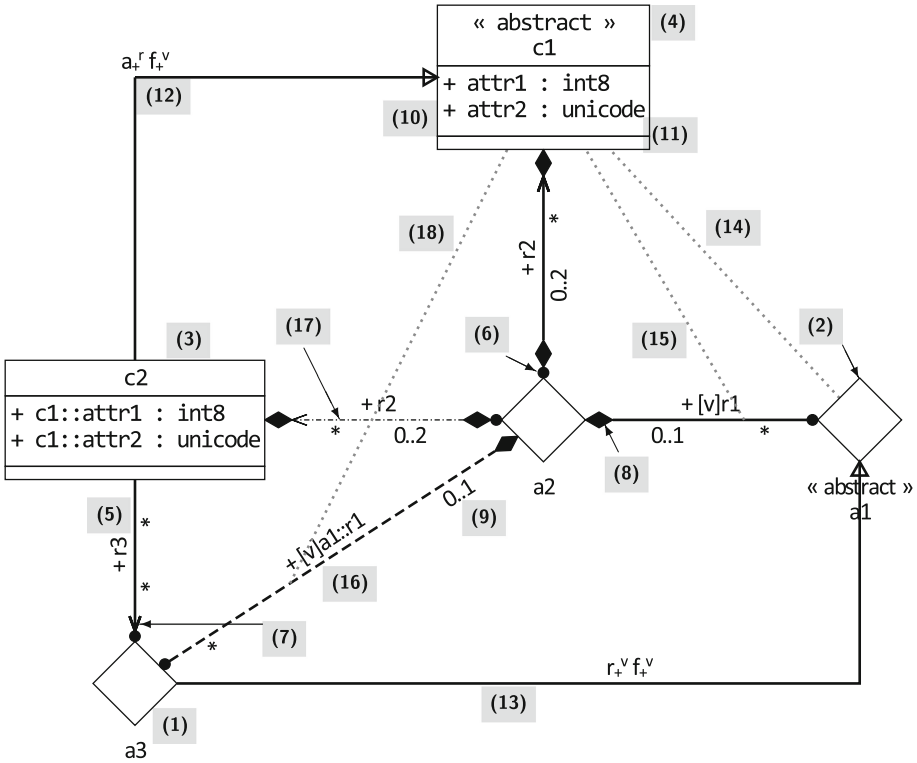 « abstract »
c1
(4)
a₊ʳ f₊ᵛ
(12)
+ attr1 : int8
+ attr2 : unicode
(10)
(11)
(18)
*
+ r2
0..2
(14)
(17)
(6)
(15)
(2)
(3)
c2
+ c1::attr1 : int8
+ c1::attr2 : unicode
+ r2
*
0..2
+ [v]r1
0..1
*
(8)
a2
« abstract »
a1
(5)
*
+ r3
*
0..1
(9)
+ [v]a1::r1
(16)
*
(7)
r₊ᵛ f₊ᵛ
(13)
(1)
a3